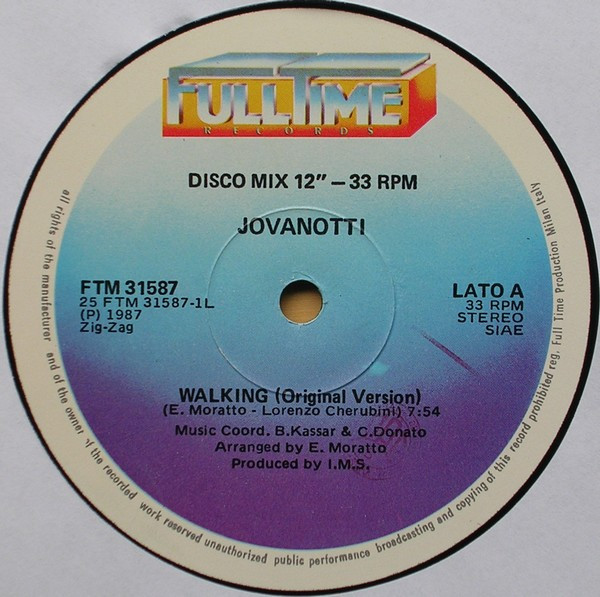 FULLTIME
RECORDS
DISCO MIX 12" – 33 RPM
JOVANOTTI
FTM 31587
25 FTM 31587-1L
(P) 1987
Zig-Zag
LATO A
33 RPM
STEREO
SIAE
WALKING (Original Version)
(E. Moratto - Lorenzo Cherubini) 7:54
Music Coord. B.Kassar & C.Donato
Arranged by E. Moratto
Produced by I.M.S.
all rights of the manufacturer and of the owner of the recorded work reserved unauthorized public performance broadcasting and copying of this record prohibited reg. Full Time Production Milan Italy